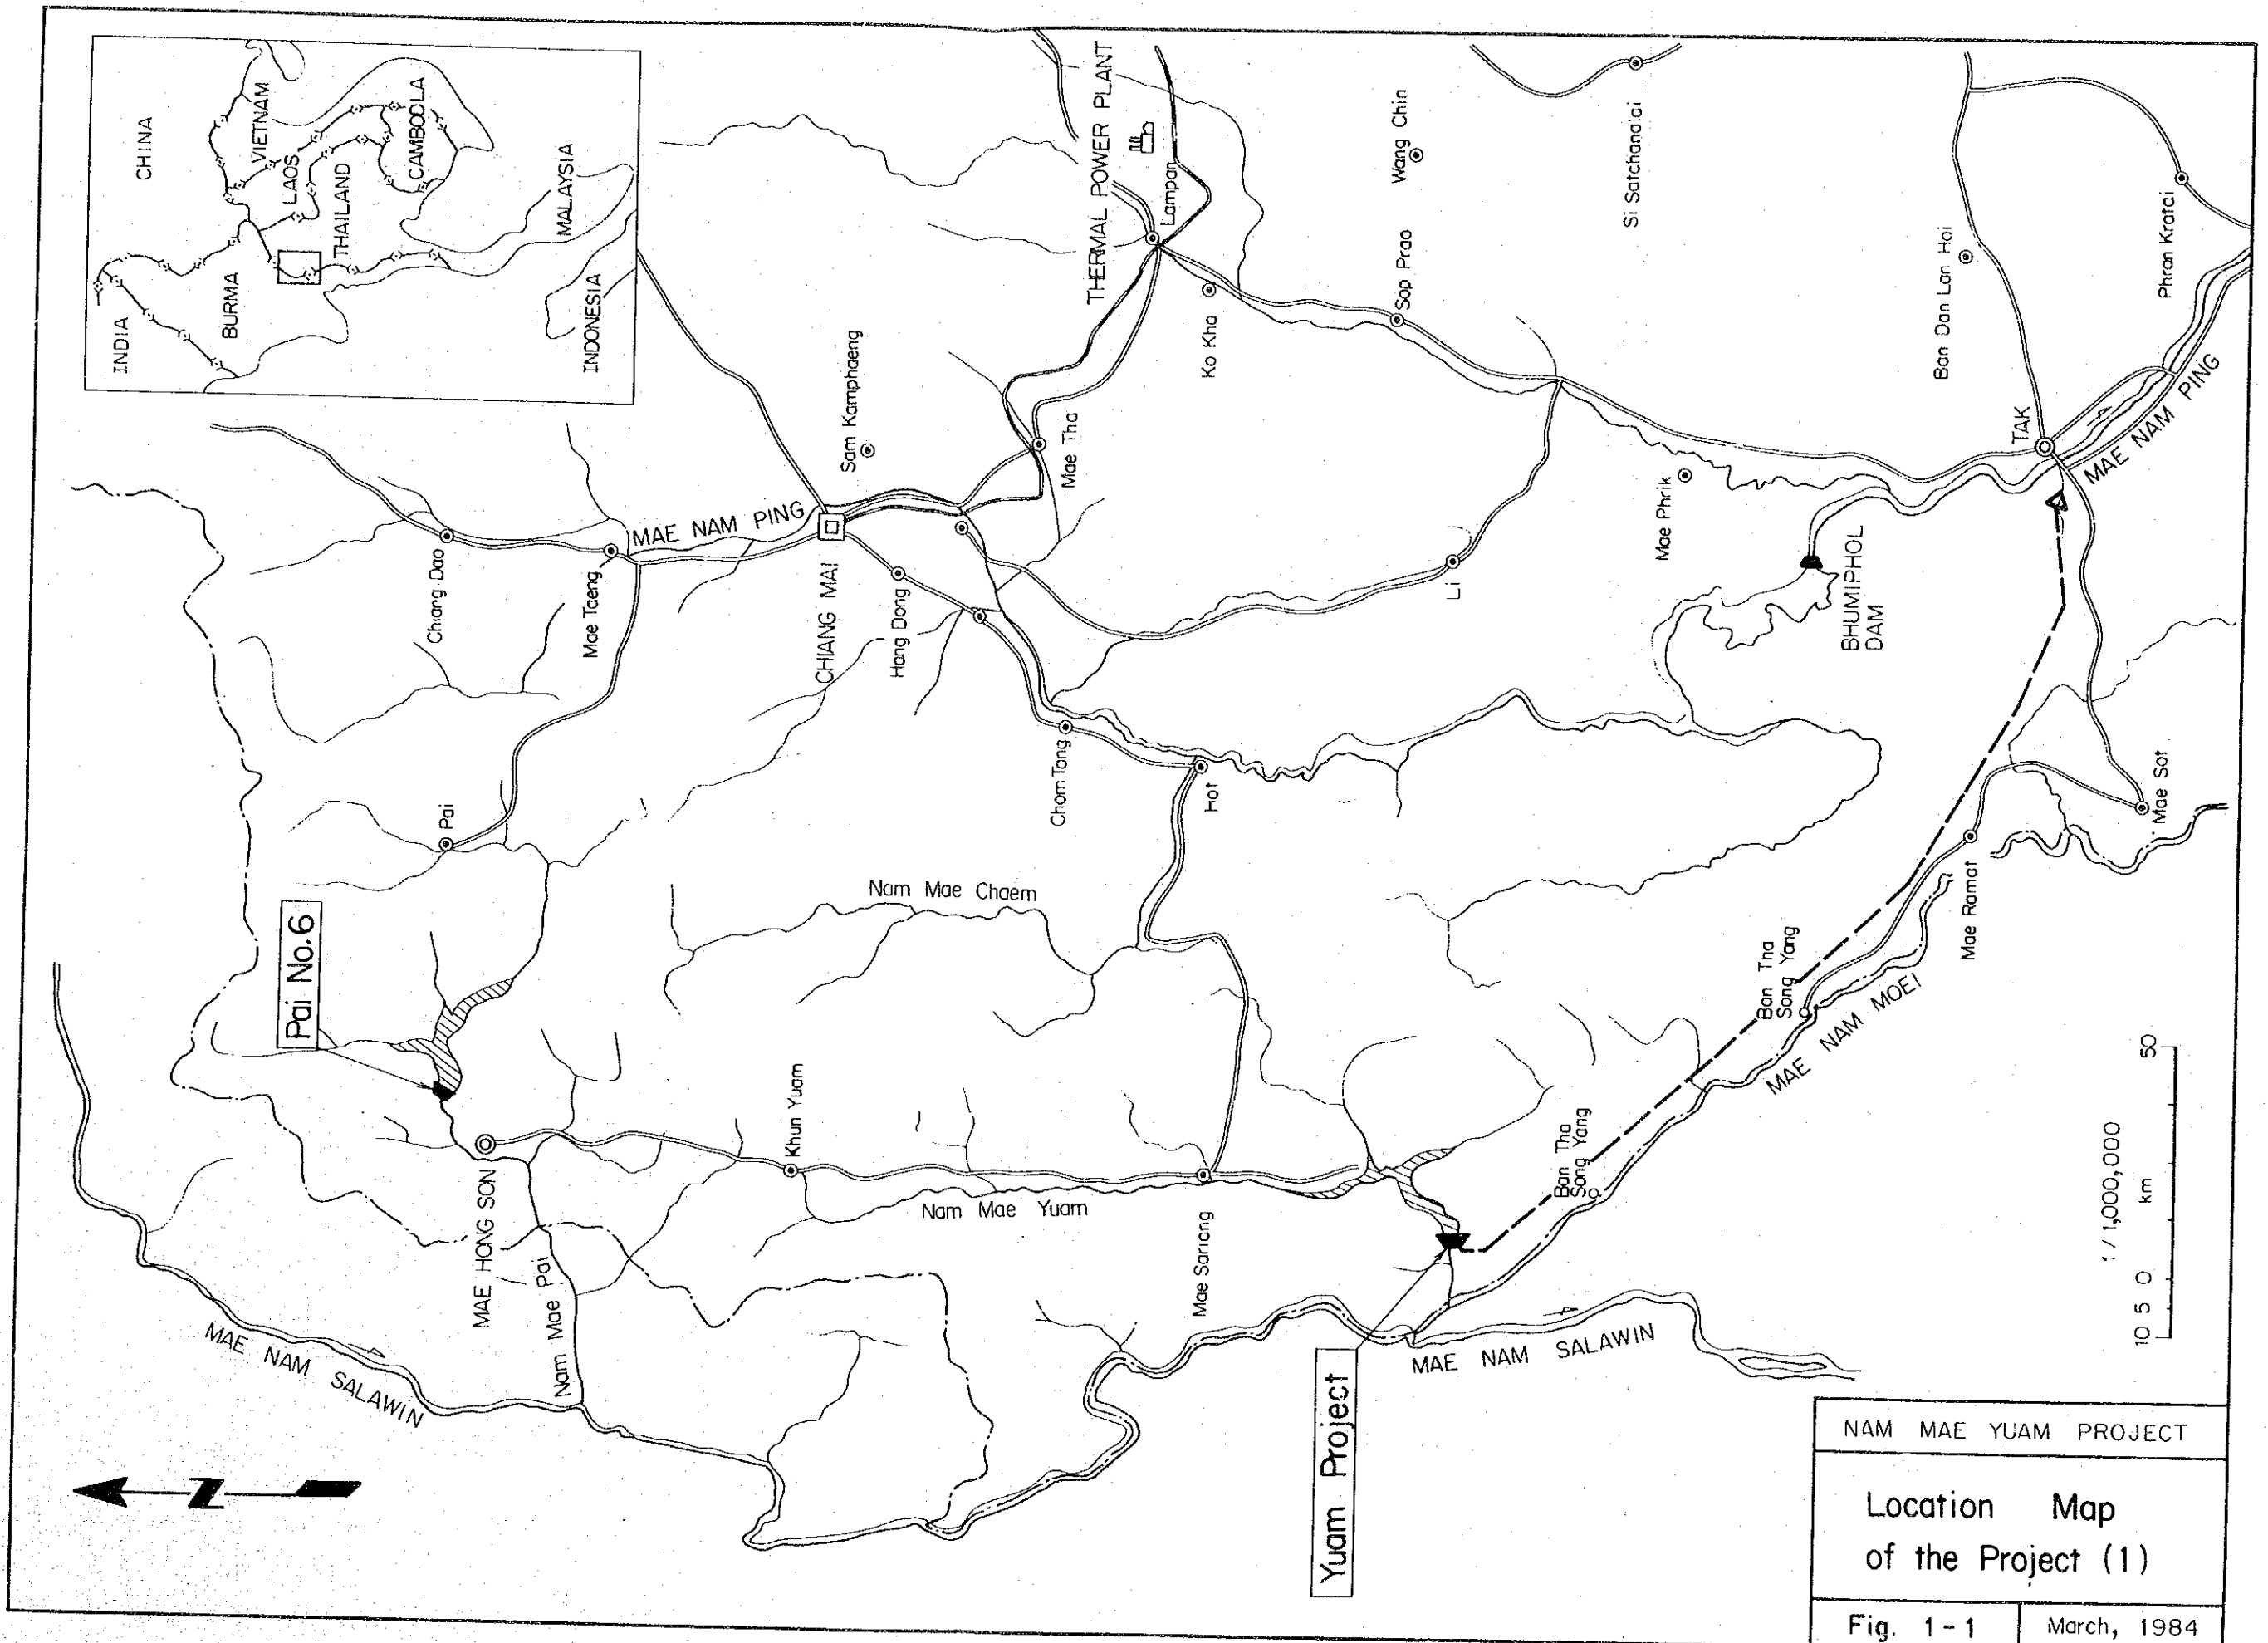 CHINA
VIETNAM
LAOS
CAMBODLA
THAILAND
BURMA
INDIA
MALAYSIA
INDONESIA
THERMAL POWER PLANT
Lampan
Wang Chin
Si Satchanalai
Sop Prao
Ko Kha
Ban Dan Lan Hoi
Phran Kratai
Sam Kamphaeng
Mae Tha
TAK
MAE NAM PING
Mae Phrik
MAE NAM PING
Chiang Dao
Mae Taeng
CHIANG MAI
Hang Dong
Li
BHUMIPHOL
DAM
Chom Tong
Hot
Pai
Mae Sot
Mae Ramat
Nam Mae Chaem
Pai No.6
Ban Tha
Song Yang
MAE NAM MOEI
Khun Yuam
Ban Tha
Song Yang
MAE HONG SON
Nam Mae Pai
Nam Mae Yuam
Mae Sariang
MAE NAM SALAWIN
MAE NAM SALAWIN
Yuam Project
N
1/1,000,000
10 5 0 km 50
NAM MAE YUAM PROJECT
Location Map
of the Project (1)
Fig. 1-1
March, 1984